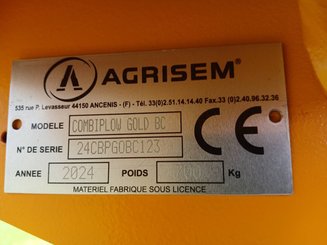 AGRISEM®
535 rue P. Levasseur 44150 ANCENIS - (F) - Tél. 33(0)2.51.14.14.40 Fax.33 (0)2.40.96.32.36
MODELE COMBIPLOW GOLD BC
N° DE SERIE 24CBPGOBC123
CE
ANNEE 2024 POIDS Kg
MATERIEL FABRIQUE SOUS LICENCE